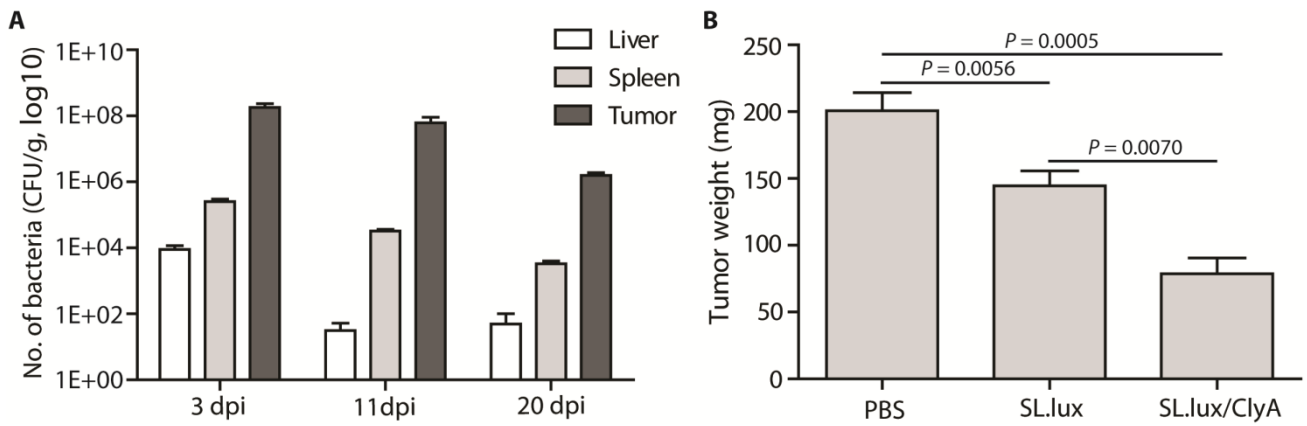 A
No. of bacteria (CFU/g, log10)
1E+10
1E+08
1E+06
1E+04
1E+02
1E+00
3 dpi
11dpi
20 dpi
Liver
Spleen
Tumor
B
Tumor weight (mg)
250
200
150
100
50
0
P = 0.0005
P = 0.0056
P = 0.0070
PBS
SL.lux
SL.lux/ClyA